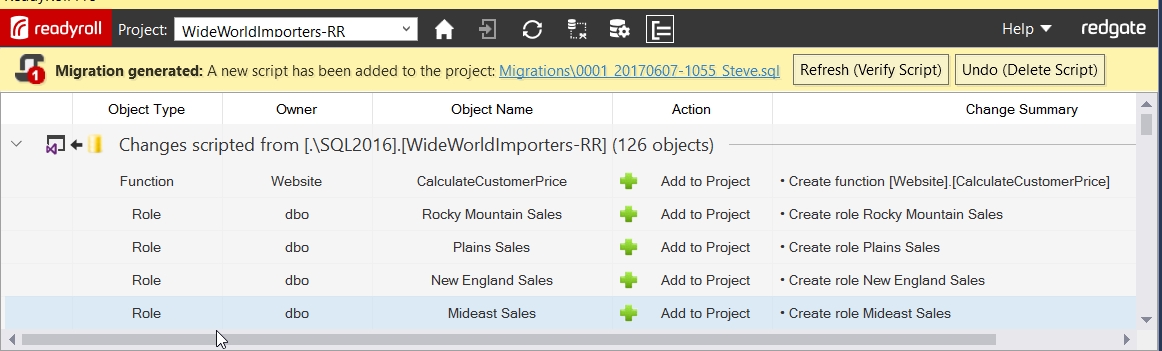 readyroll Project: WideWorldImporters-RR Help redgate
1 Migration generated: A new script has been added to the project: Migrations\0001_20170607-1055_Steve.sql Refresh (Verify Script) Undo (Delete Script)
Object Type Owner Object Name Action Change Summary
Changes scripted from [.\SQL2016].[WideWorldImporters-RR] (126 objects)
Function Website CalculateCustomerPrice Add to Project • Create function [Website].[CalculateCustomerPrice]
Role dbo Rocky Mountain Sales Add to Project • Create role Rocky Mountain Sales
Role dbo Plains Sales Add to Project • Create role Plains Sales
Role dbo New England Sales Add to Project • Create role New England Sales
Role dbo Mideast Sales Add to Project • Create role Mideast Sales